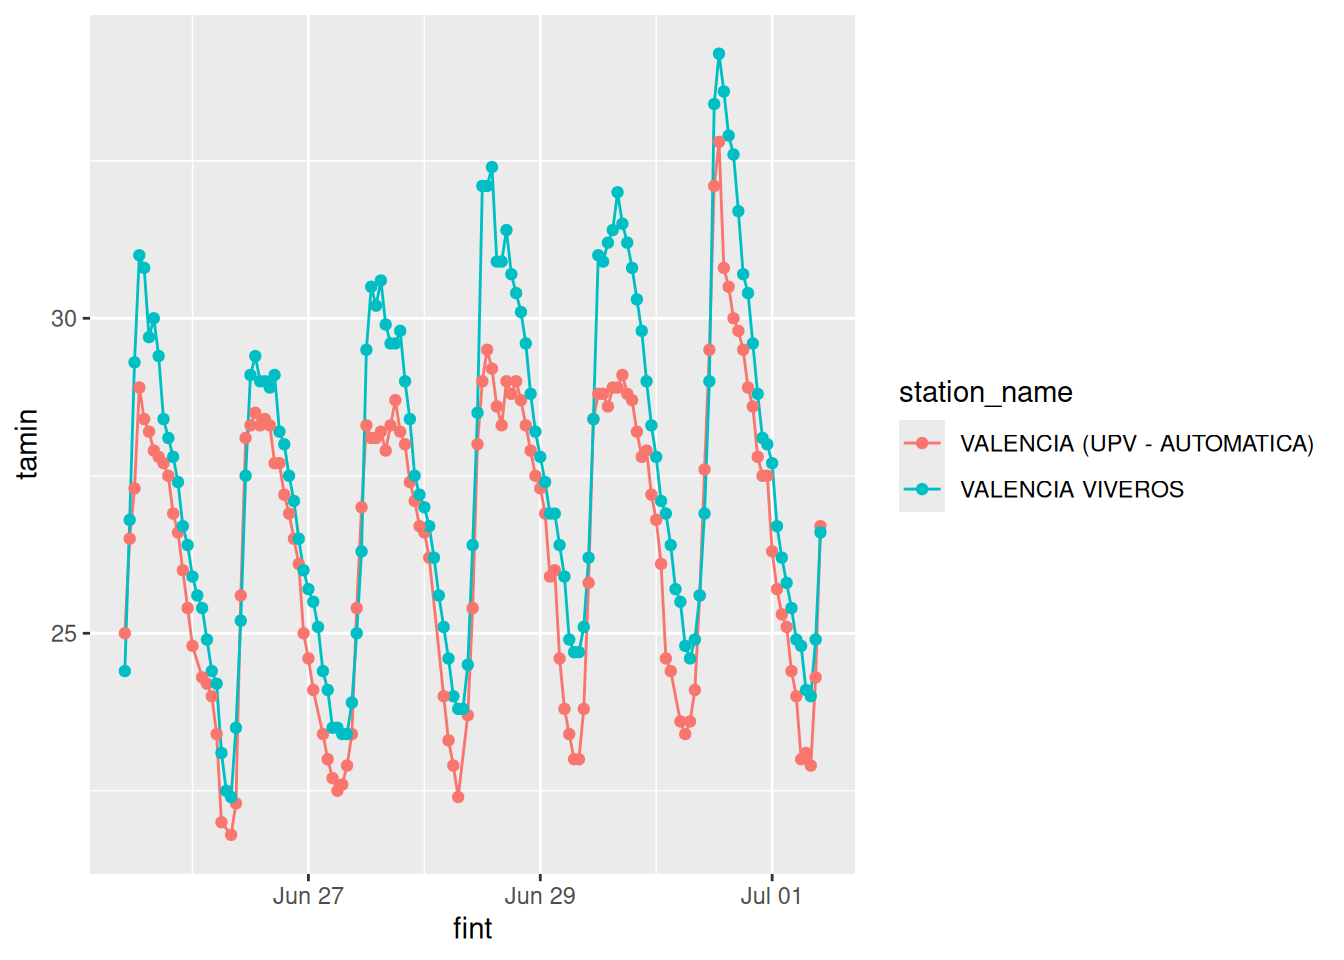 tamin
30
25
Jun 27
Jun 29
Jul 01
fint
station_name
VALENCIA (UPV - AUTOMATICA)
VALENCIA VIVEROS